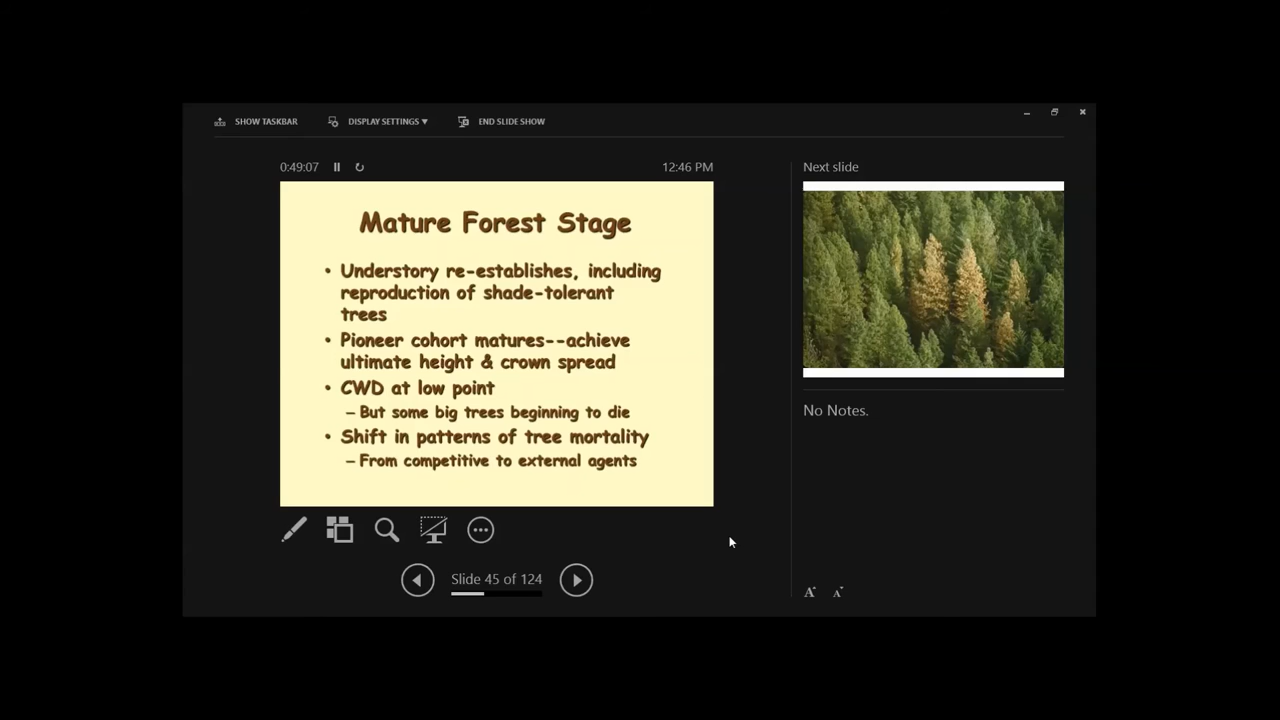 SHOW TASKBAR
DISPLAY SETTINGS ▼
END SLIDE SHOW
0:49:07
12:46 PM
Next slide
Mature Forest Stage
• Understory re-establishes, including
reproduction of shade-tolerant
trees
• Pioneer cohort matures--achieve
ultimate height & crown spread
• CWD at low point
– But some big trees beginning to die
• Shift in patterns of tree mortality
– From competitive to external agents
No Notes.
Slide 45 of 124
A A